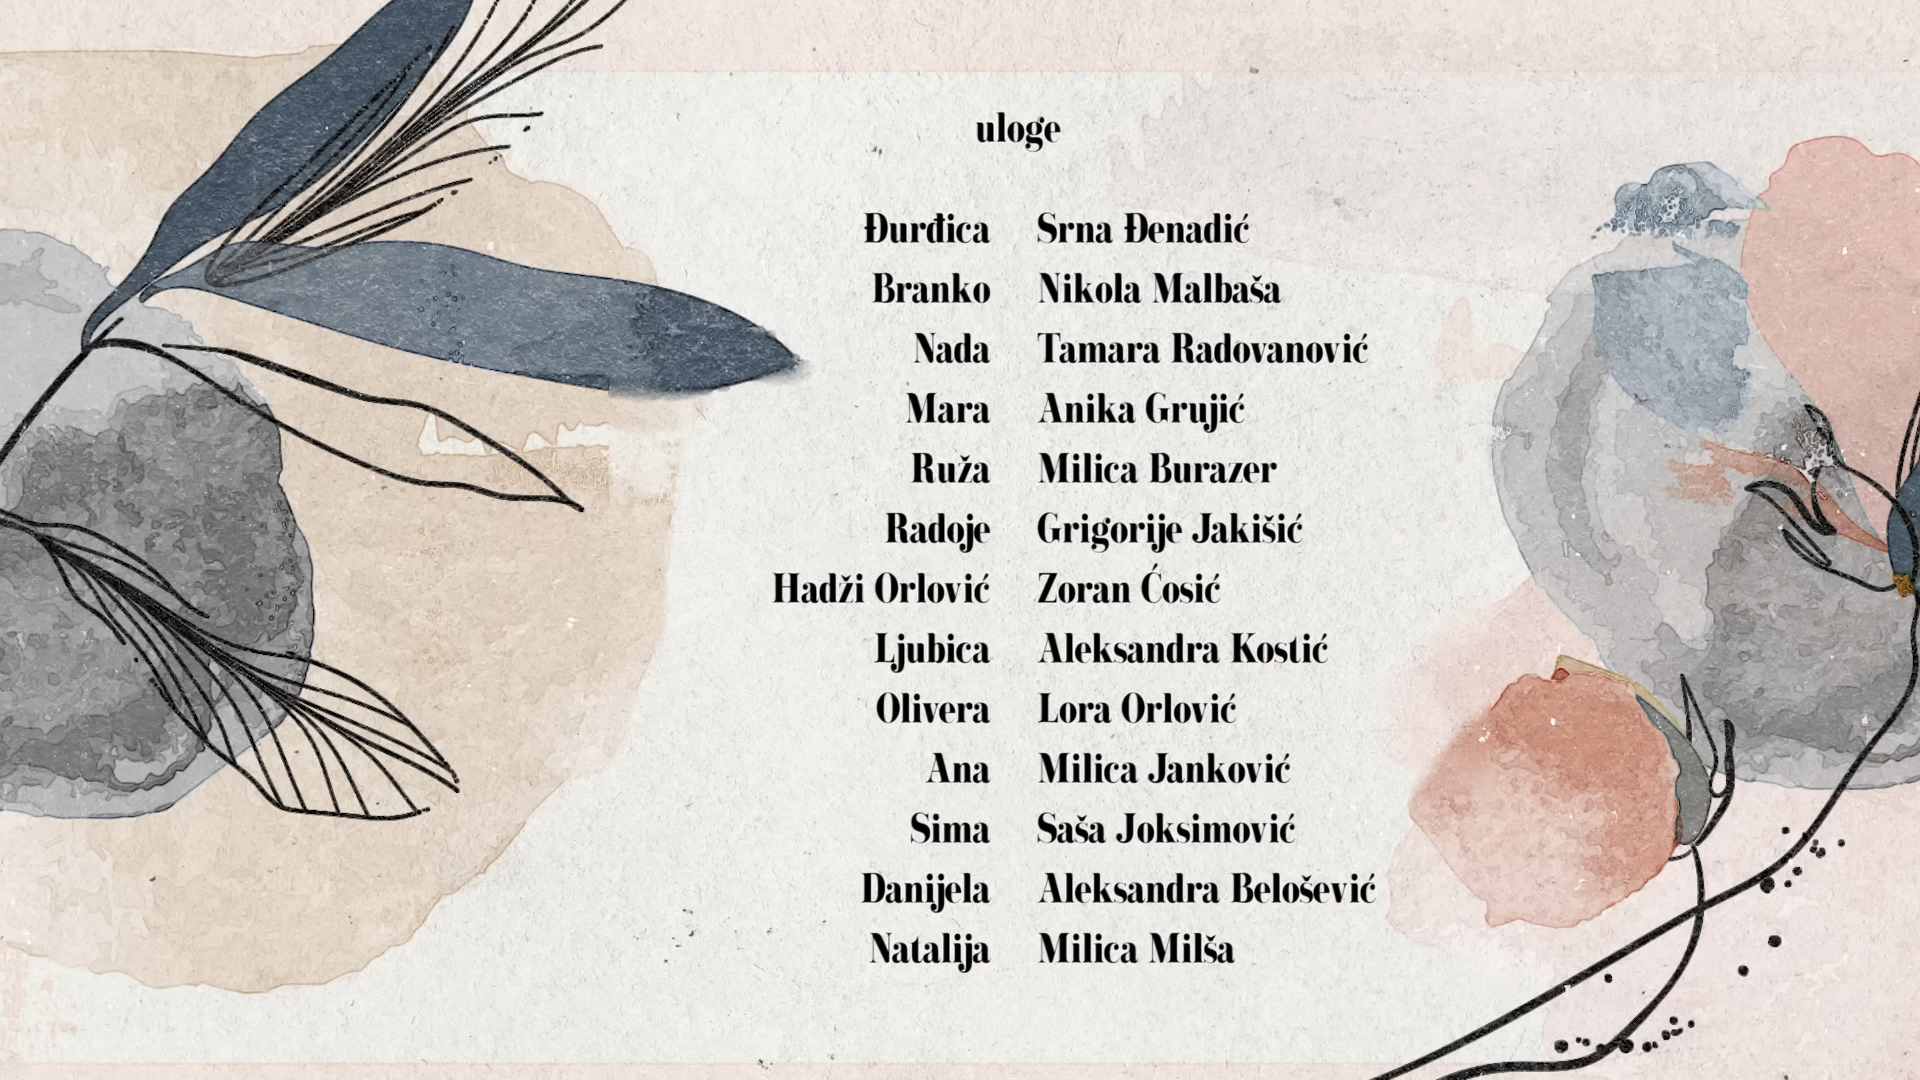 uloge
Đurđica Srna Đenadić
Branko Nikola Malbaša
Nada Tamara Radovanović
Mara Anika Grujić
Ruža Milica Burazer
Radoje Grigorije Jakišić
Hadži Orlović Zoran Ćosić
Ljubica Aleksandra Kostić
Olivera Lora Orlović
Ana Milica Janković
Sima Saša Joksimović
Danijela Aleksandra Belošević
Natalija Milica Milša